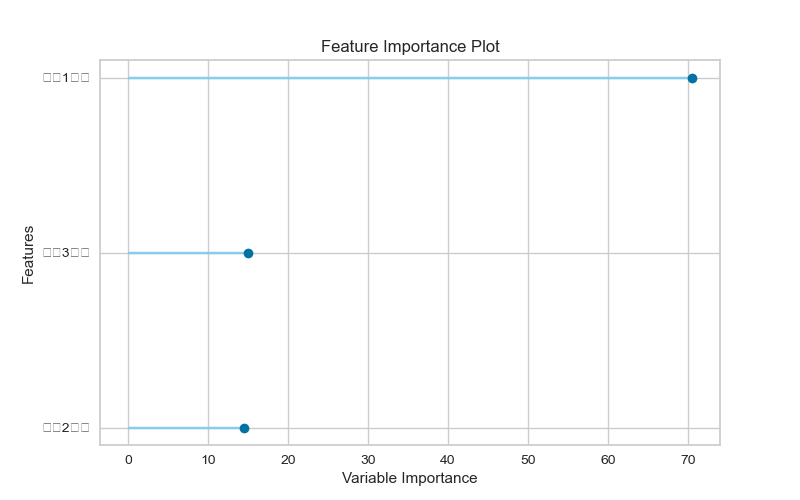 Feature Importance Plot
□□1□□
□□3□□
□□2□□
Features
0 10 20 30 40 50 60 70
Variable Importance